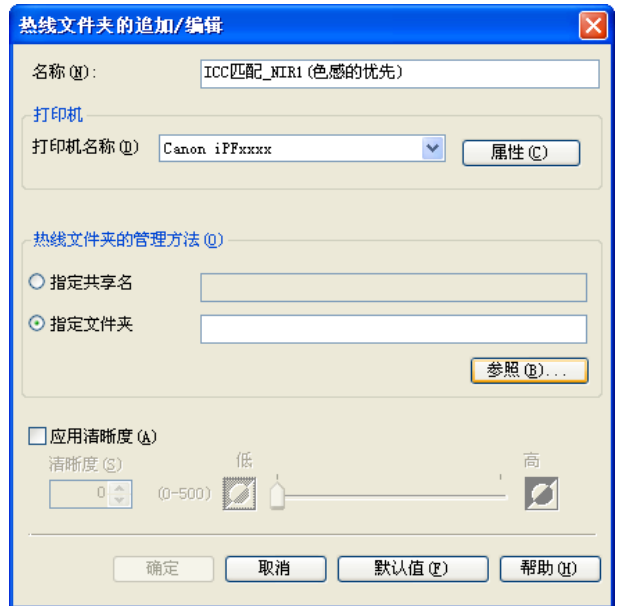 热线文件夹的追加/编辑
名称(N): ICC匹配_NIR1(色感的优先)
打印机
打印机名称(D) Canon iPFxxxx 属性(C)
热线文件夹的管理方法(O)
指定共享名
指定文件夹
参照(B)...
应用清晰度(A)
清晰度(S) 低 高
0 (0-500)
确定 取消 默认值(F) 帮助(H)